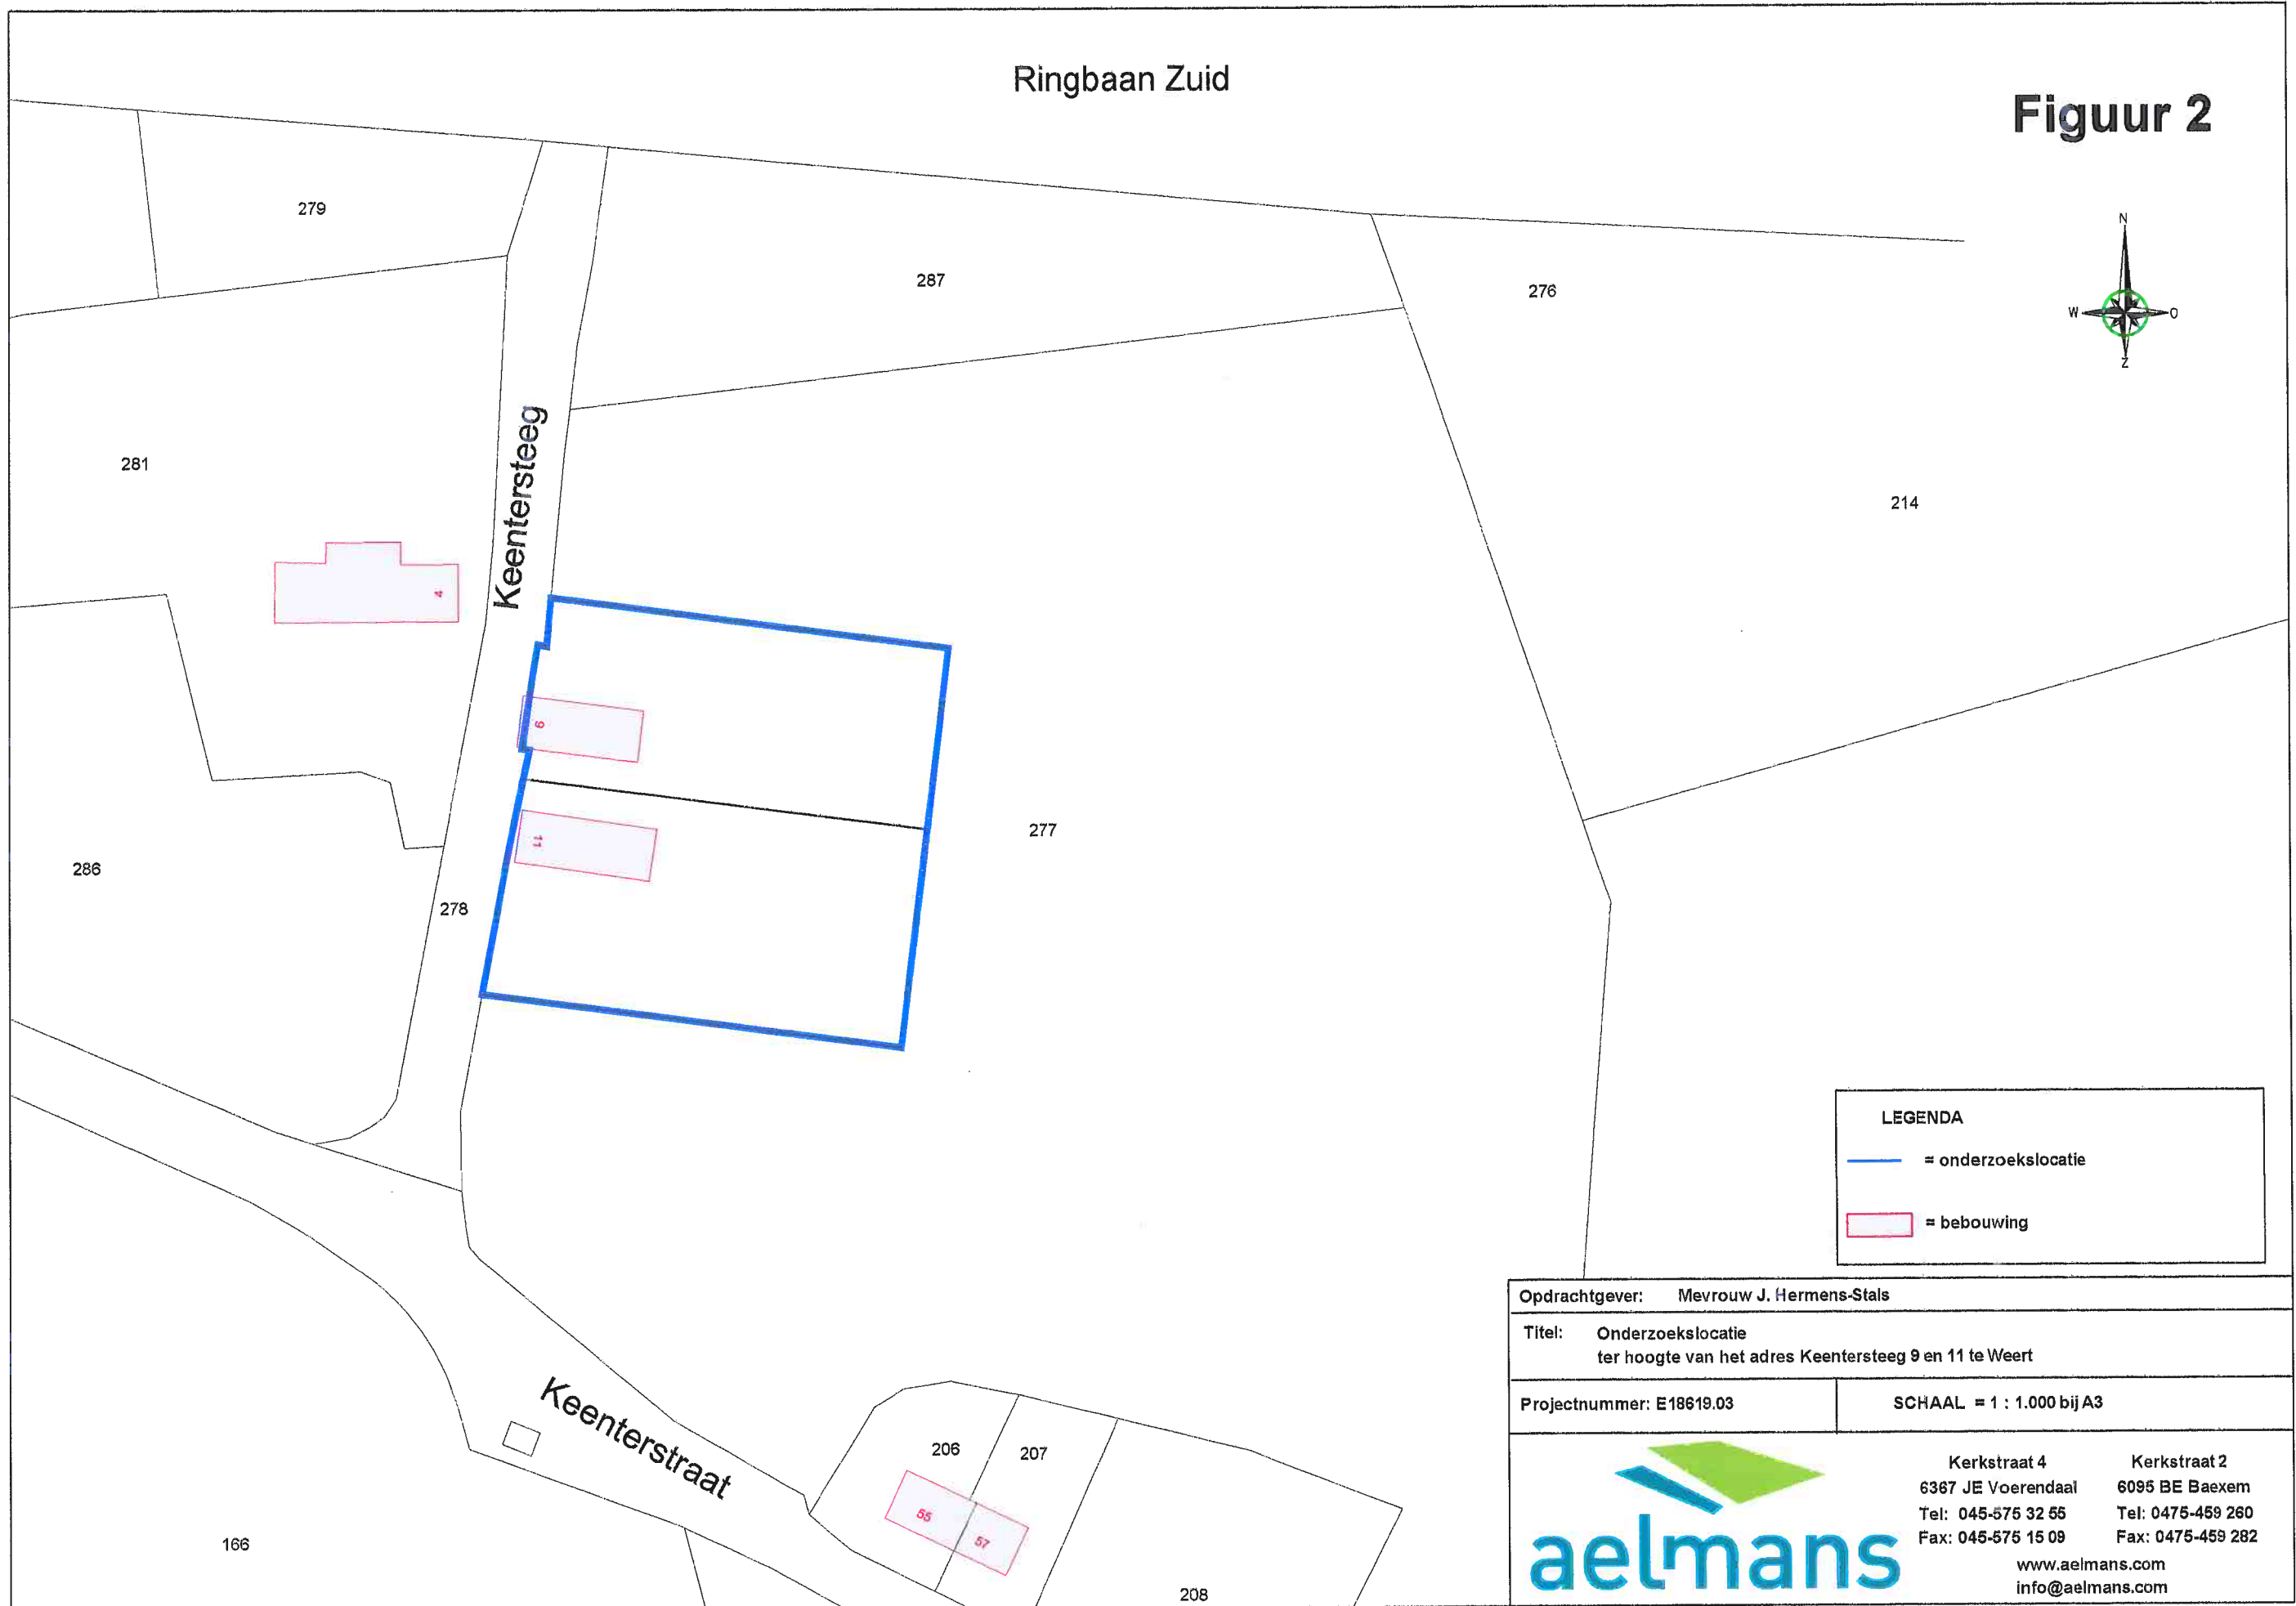 Ringbaan Zuid
Figuur 2
279
287
276
N
W
O
Z
281
Keentersteeg
214
4
9
277
11
286
278
LEGENDA
= onderzoekslocatie
= bebouwing
Opdrachtgever: Mevrouw J. Hermens-Stals
Titel: Onderzoekslocatie
ter hoogte van het adres Keentersteeg 9 en 11 te Weert
Projectnummer: E18619.03
SCHAAL = 1 : 1.000 bij A3
Keenterstraat
206
207
55
57
166
208
aelmans
Kerkstraat 4
6367 JE Voerendaal
Tel: 045-575 32 55
Fax: 045-575 15 09
Kerkstraat 2
6095 BE Baexem
Tel: 0475-459 260
Fax: 0475-459 282
www.aelmans.com
info@aelmans.com